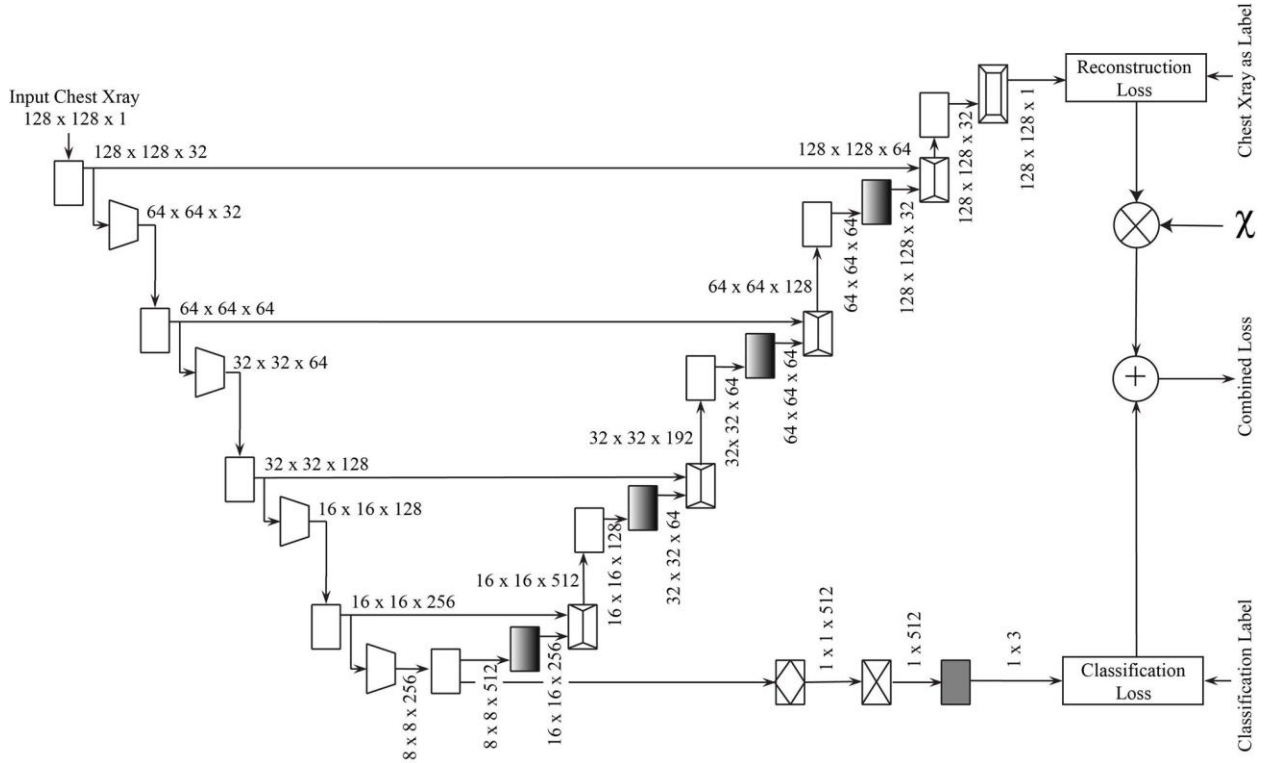 Input Chest Xray
128 x 128 x 1
128 x 128 x 32
64 x 64 x 32
64 x 64 x 64
32 x 32 x 64
32 x 32 x 128
16 x 16 x 128
16 x 16 x 256
8 x 8 x 256
8 x 8 x 512
16 x 16 x 256
16 x 16 x 512
16 x 16 x 128
32 x 32 x 64
32 x 32 x 192
32x 32 x 64
64 x 64 x 64
64 x 64 x 128
64 x 64 x 64
128 x 128 x 32
128 x 128 x 64
128 x 128 x 32
128 x 128 x 1
Reconstruction
Loss
Chest Xray as Label
χ
+
Combined Loss
1 x 1 x 512
1 x 512
1 x 3
Classification
Loss
Classification Label